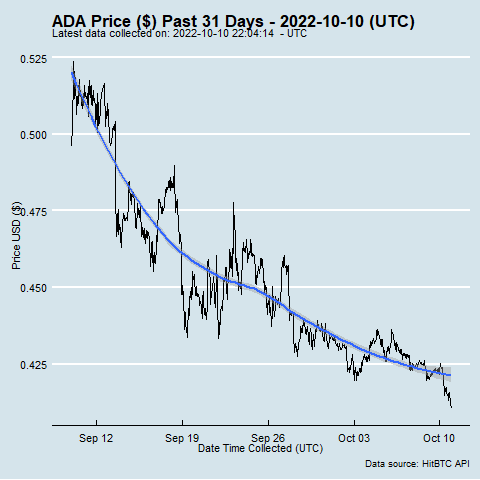 ADA Price ($) Past 31 Days - 2022-10-10 (UTC)
Latest data collected on: 2022-10-10 22:04:14 - UTC
0.525
0.500
0.475
0.450
0.425
Price USD ($)
Sep 12
Sep 19
Sep 26
Oct 03
Oct 10
Date Time Collected (UTC)
Data source: HitBTC API